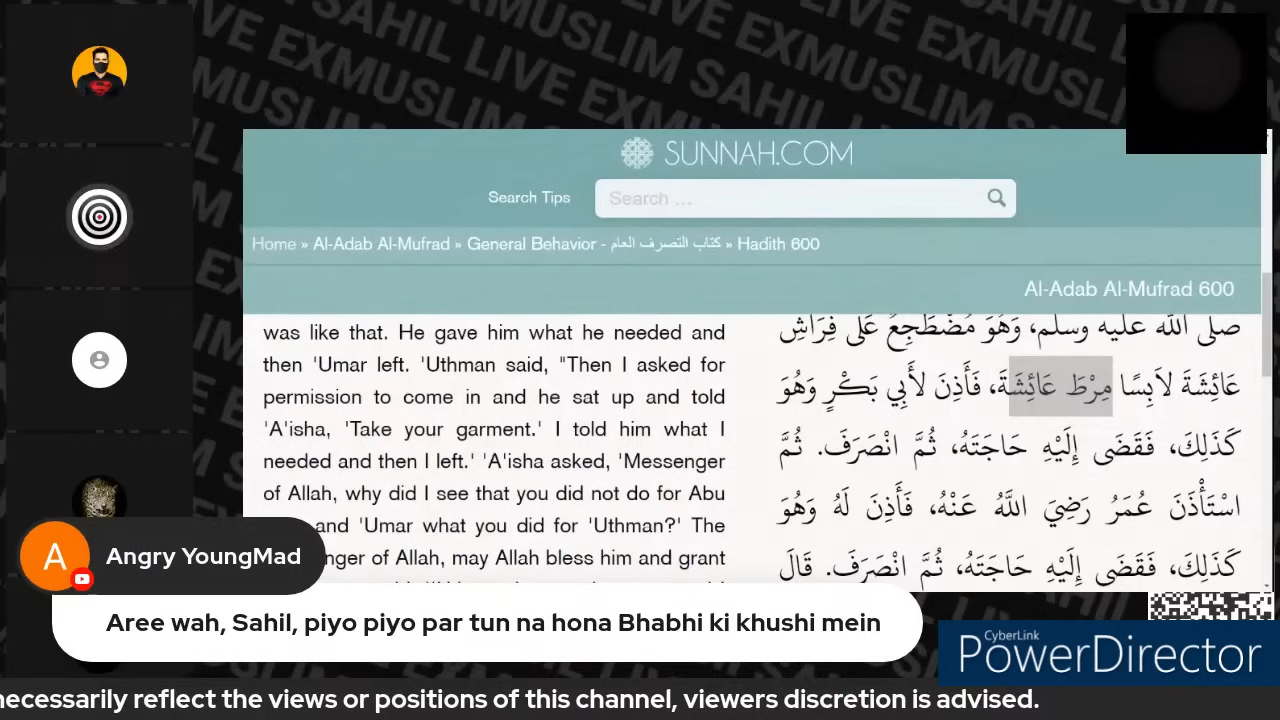 SAHIL LIVE EXMUSLIM SAHIL LIVE EXMUSLIM
SUNNAH.COM
Search Tips
Search ...
Home » Al-Adab Al-Mufrad » General Behavior - كتاب التصرف العام » Hadith 600
Al-Adab Al-Mufrad 600
was like that. He gave him what he needed and
then 'Umar left. 'Uthman said, "Then I asked for
permission to come in and he sat up and told
'A'isha, 'Take your garment.' I told him what I
needed and then I left.' 'A'isha asked, 'Messenger
of Allah, why did I see that you did not do for Abu
and 'Umar what you did for 'Uthman?' The
nger of Allah, may Allah bless him and grant
صلى الله عليه وسلم، وَهُوَ مُضْطَجِعٌ عَلَى فِرَاشِ
عَائِشَةَ لاَبِسًا مِرْطَ عَائِشَةَ، فَأَذِنَ لأَبِي بَكْرٍ وَهُوَ
كَذَلِكَ، فَقَضَى إِلَيْهِ حَاجَتَهُ، ثُمَّ انْصَرَفَ‏.‏ ثُمَّ
اسْتَأْذَنَ عُمَرُ رَضِيَ اللَّهُ عَنْهُ، فَأَذِنَ لَهُ وَهُوَ
كَذَلِكَ، فَقَضَى إِلَيْهِ حَاجَتَهُ، ثُمَّ انْصَرَفَ‏.‏ قَالَ
A
Angry YoungMad
Aree wah, Sahil, piyo piyo par tun na hona Bhabhi ki khushi mein
CyberLink
PowerDirector
necessarily reflect the views or positions of this channel, viewers discretion is advised.